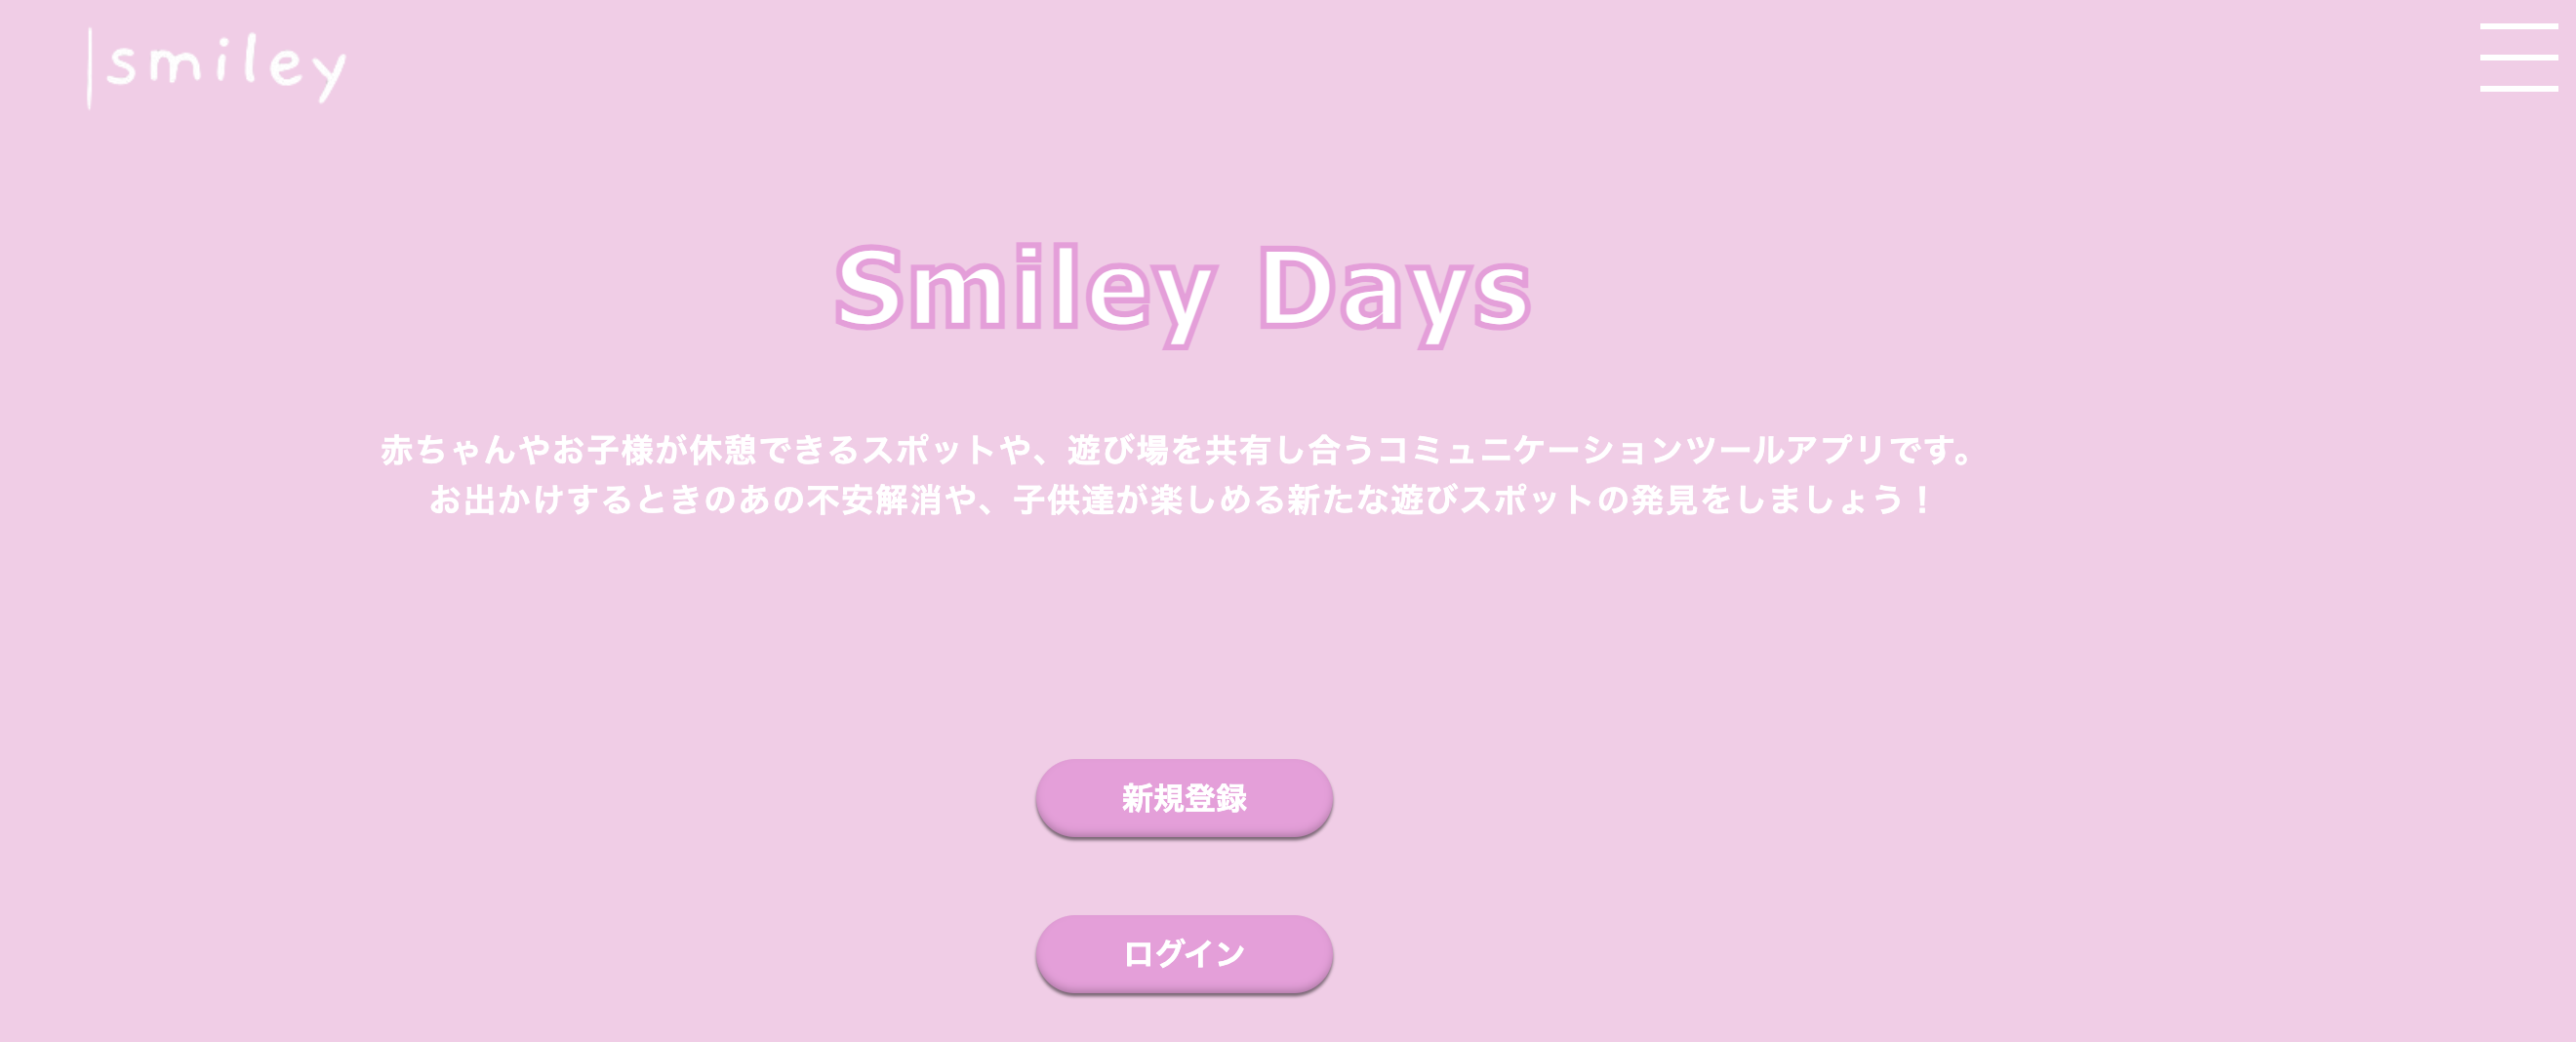 smiley
Smiley Days
赤ちゃんやお子様が休憩できるスポットや、遊び場を共有し合うコミュニケーションツールアプリです。
お出かけするときのあの不安解消や、子供達が楽しめる新たな遊びスポットの発見をしましょう！
新規登録
ログイン